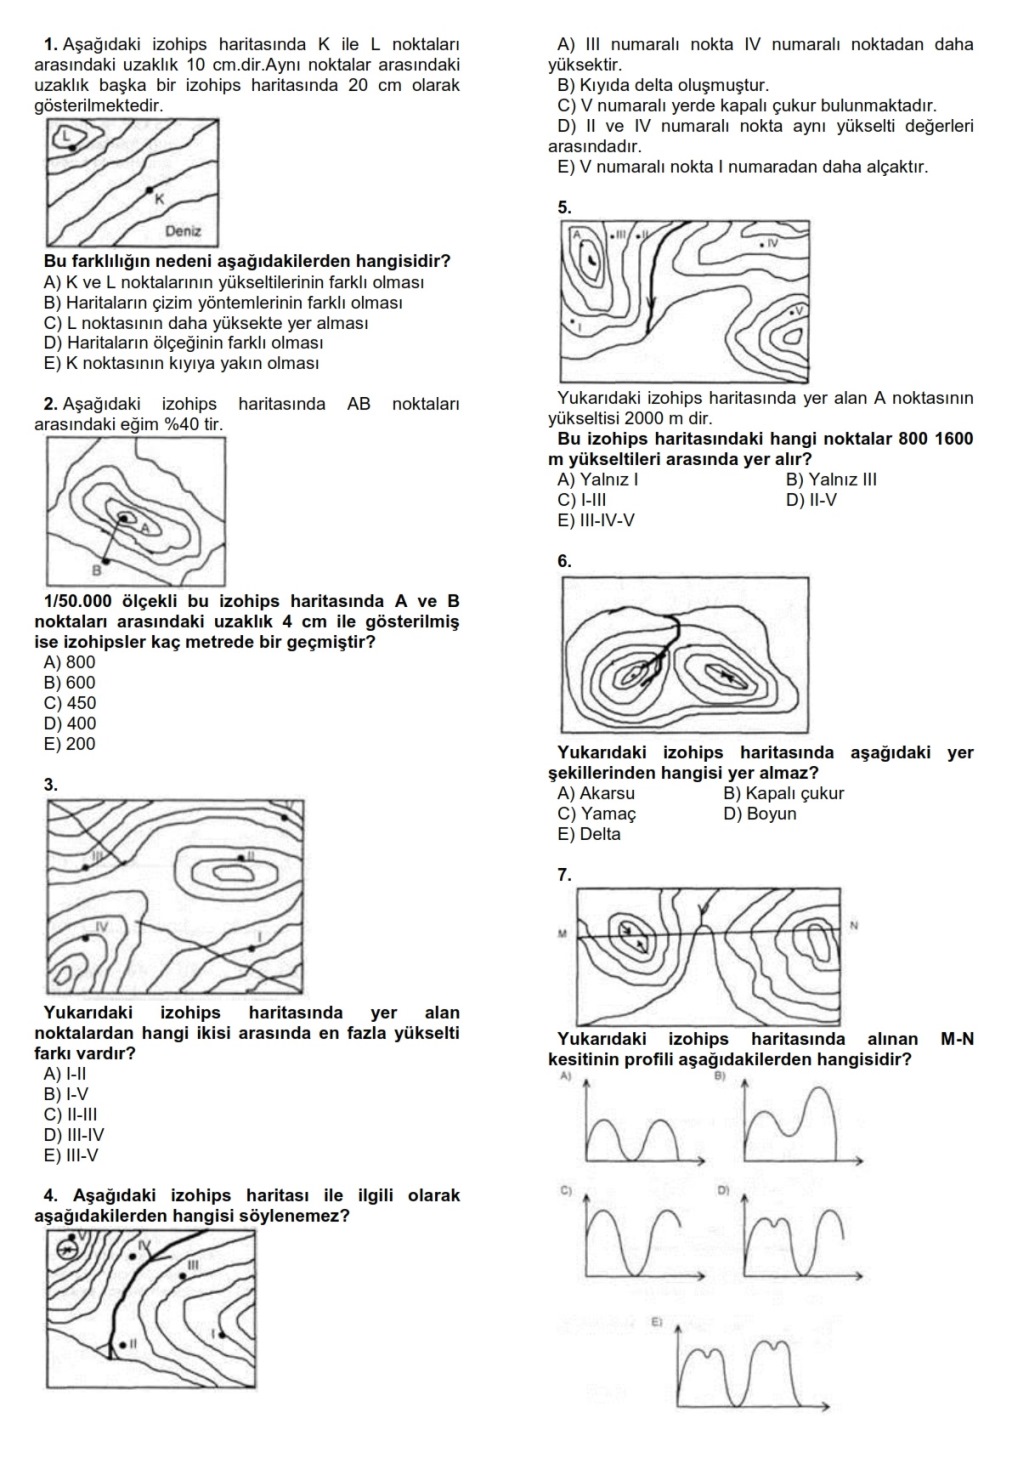 1. Aşağıdaki izohips haritasında K ile L noktaları
arasındaki uzaklık 10 cm.dir.Aynı noktalar arasındaki
uzaklık başka bir izohips haritasında 20 cm olarak
gösterilmektedir.
L
K
Deniz
Bu farklılığın nedeni aşağıdakilerden hangisidir?
A) K ve L noktalarının yükseltilerinin farklı olması
B) Haritaların çizim yöntemlerinin farklı olması
C) L noktasının daha yüksekte yer alması
D) Haritaların ölçeğinin farklı olması
E) K noktasının kıyıya yakın olması
2. Aşağıdaki izohips haritasında AB noktaları
arasındaki eğim %40 tir.
A
B
1/50.000 ölçekli bu izohips haritasında A ve B
noktaları arasındaki uzaklık 4 cm ile gösterilmiş
ise izohipsler kaç metrede bir geçmiştir?
A) 800
B) 600
C) 450
D) 400
E) 200
3.
V
III
II
IV
I
Yukarıdaki izohips haritasında yer alan
noktalardan hangi ikisi arasında en fazla yükselti
farkı vardır?
A) I-II
B) I-V
C) II-III
D) III-IV
E) III-V
4. Aşağıdaki izohips haritası ile ilgili olarak
aşağıdakilerden hangisi söylenemez?
V
IV
III
I
II
A) III numaralı nokta IV numaralı noktadan daha
yüksektir.
B) Kıyıda delta oluşmuştur.
C) V numaralı yerde kapalı çukur bulunmaktadır.
D) II ve IV numaralı nokta aynı yükselti değerleri
arasındadır.
E) V numaralı nokta I numaradan daha alçaktır.
5.
A
III
II
IV
I
V
Yukarıdaki izohips haritasında yer alan A noktasının
yükseltisi 2000 m dir.
Bu izohips haritasındaki hangi noktalar 800 1600
m yükseltileri arasında yer alır?
A) Yalnız I B) Yalnız III
C) I-III D) II-V
E) III-IV-V
6.
Yukarıdaki izohips haritasında aşağıdaki yer
şekillerinden hangisi yer almaz?
A) Akarsu B) Kapalı çukur
C) Yamaç D) Boyun
E) Delta
7.
M
N
Yukarıdaki izohips haritasında alınan M-N
kesitinin profili aşağıdakilerden hangisidir?
A) B)
C) D)
E)